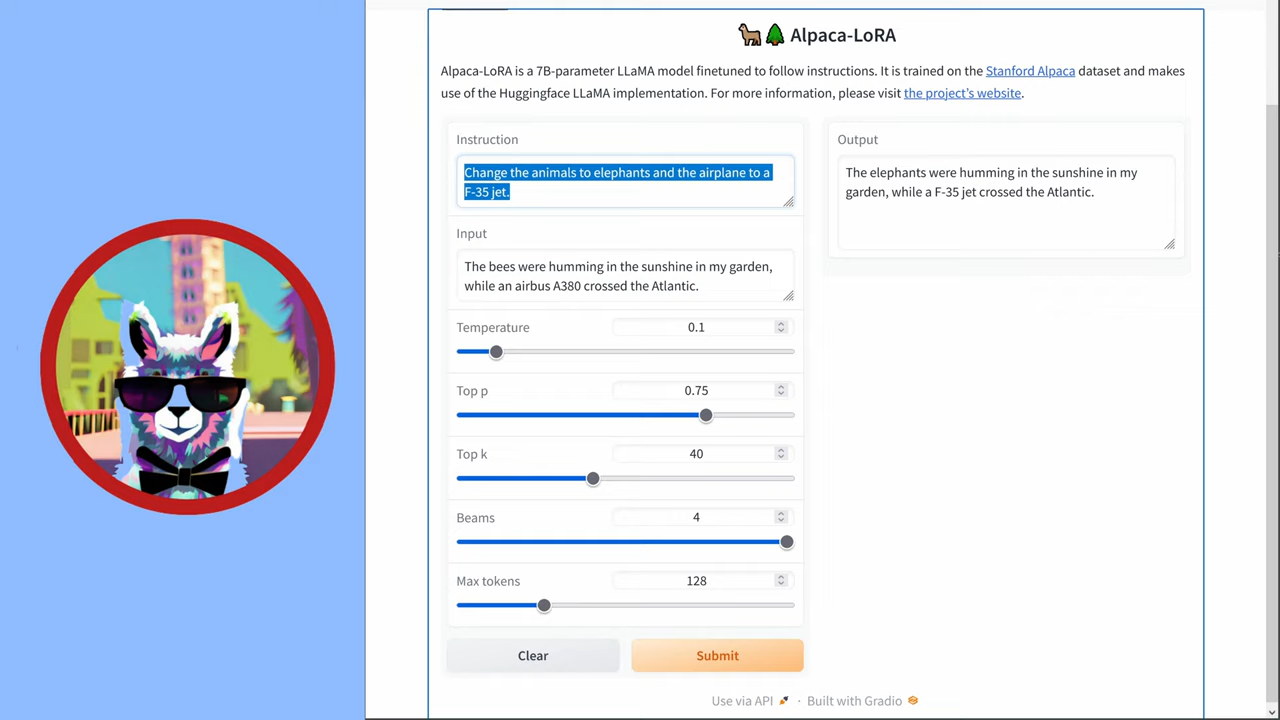 Alpaca-LoRA
Alpaca-LoRA is a 7B-parameter LLaMA model finetuned to follow instructions. It is trained on the Stanford Alpaca dataset and makes
use of the Huggingface LLaMA implementation. For more information, please visit the project's website.
Instruction
Change the animals to elephants and the airplane to a
F-35 jet.
Input
The bees were humming in the sunshine in my garden,
while an airbus A380 crossed the Atlantic.
Temperature 0.1
Top p 0.75
Top k 40
Beams 4
Max tokens 128
Clear Submit
Output
The elephants were humming in the sunshine in my
garden, while a F-35 jet crossed the Atlantic.
Use via API · Built with Gradio